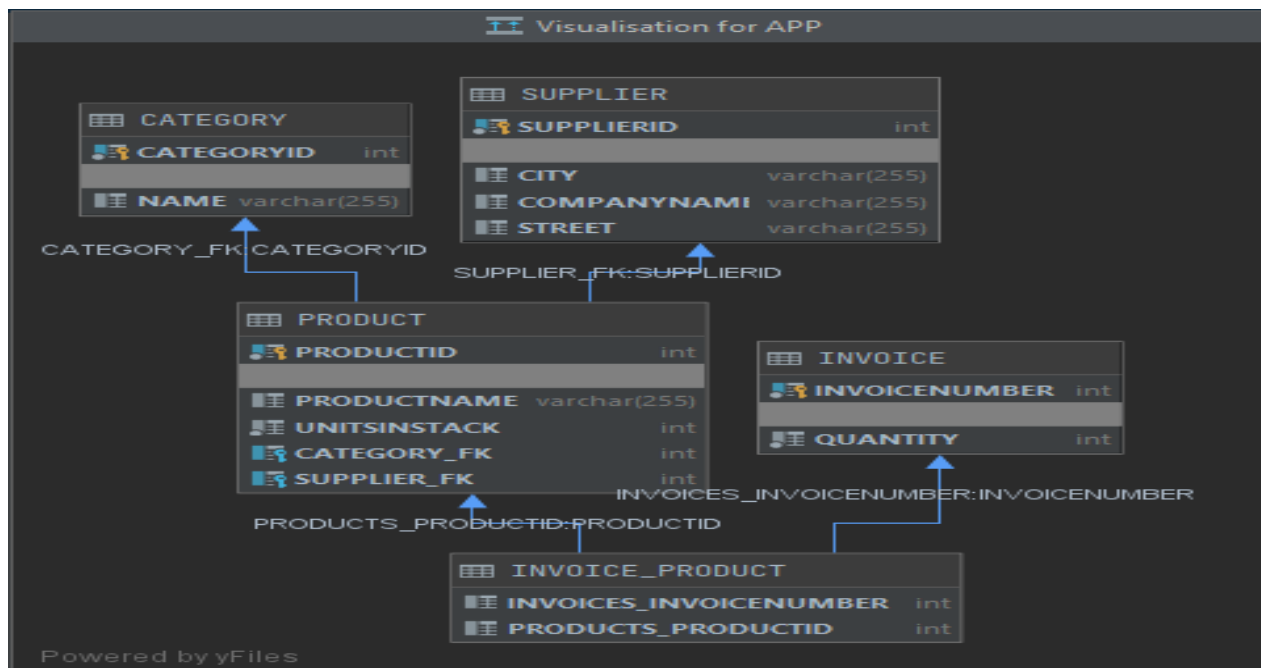 Visualisation for APP
CATEGORY
CATEGORYID int
NAME varchar(255)
SUPPLIER
SUPPLIERID int
CITY varchar(255)
COMPANYNAME varchar(255)
STREET varchar(255)
CATEGORY_FK:CATEGORYID
SUPPLIER_FK:SUPPLIERID
PRODUCT
PRODUCTID int
PRODUCTNAME varchar(255)
UNITSINSTACK int
CATEGORY_FK int
SUPPLIER_FK int
INVOICE
INVOICENUMBER int
QUANTITY int
INVOICES_INVOICENUMBER:INVOICENUMBER
PRODUCTS_PRODUCTID:PRODUCTID
INVOICE_PRODUCT
INVOICES_INVOICENUMBER int
PRODUCTS_PRODUCTID int
Powered by yFiles